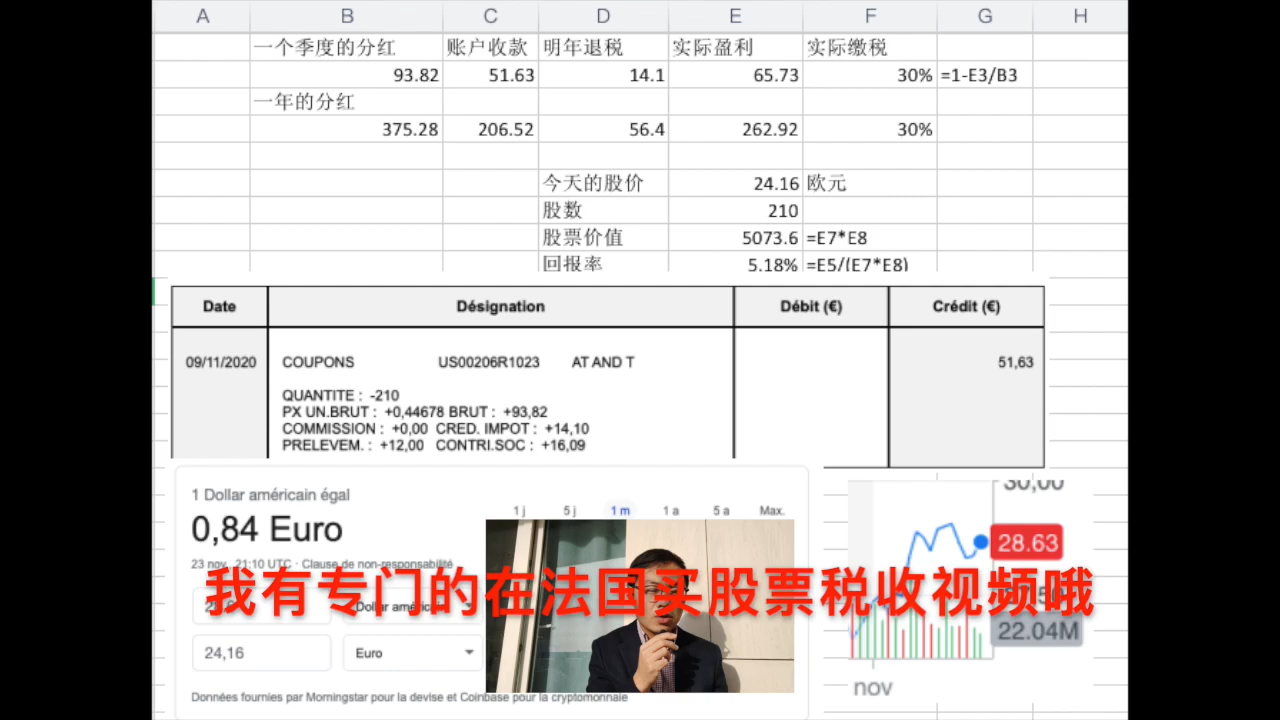 A B C D E F G H
一个季度的分红 账户收款 明年退税 实际盈利 实际缴税
93.82 51.63 14.1 65.73 30% =1-E3/B3
一年的分红
375.28 206.52 56.4 262.92 30%
今天的股价 24.16 欧元
股数 210
股票价值 5073.6 =E7*E8
回报率 5.18% =E5/(E7*E8)
Date Désignation Débit (€) Crédit (€)
09/11/2020 COUPONS US00206R1023 AT AND T 51,63
QUANTITE : -210
PX UN.BRUT : +0,44678 BRUT : +93,82
COMMISSION : +0,00 CRED. IMPOT : +14,10
PRELEVEM. : +12,00 CONTRI.SOC : +16,09
1 Dollar américain égal
0,84 Euro
23 nov., 21:10 UTC · Clause de non-responsabilité
1 j 5 j 1 m 1 a 5 a Max.
30,00
28.63
22.04M
nov
我有专门的在法国买股票税收视频哦
Dollar américain
24,16 Euro
Données fournies par Morningstar pour la devise et Coinbase pour la cryptomonnaie